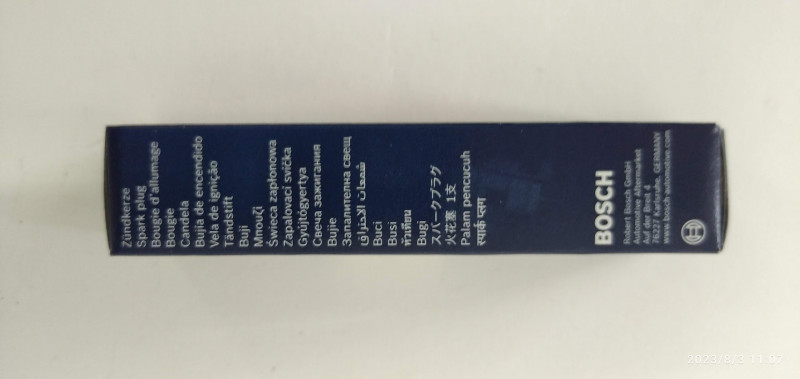 Zündkerze
Spark plug
Bougie d'allumage
Bougie
Candela
Bujia de encendido
Vela de ignição
Tändstift
Buji
Μπουζί
Świeca zapłonowa
Zapalovací svíčka
Gyújtógyertya
Свеча зажигания
Bujie
Запалителна свещ
شمعات الاحتراق
Buci
Busi
หัวเทียน
Bugi
スパークプラグ
火花塞 1支
Palam pencucuh
स्पार्क प्लग
BOSCH
Robert Bosch GmbH
Automotive Aftermarket
Auf der Breit 4
76227 Karlsruhe, GERMANY
www.bosch-automotive.com
2023/8/3 11:07